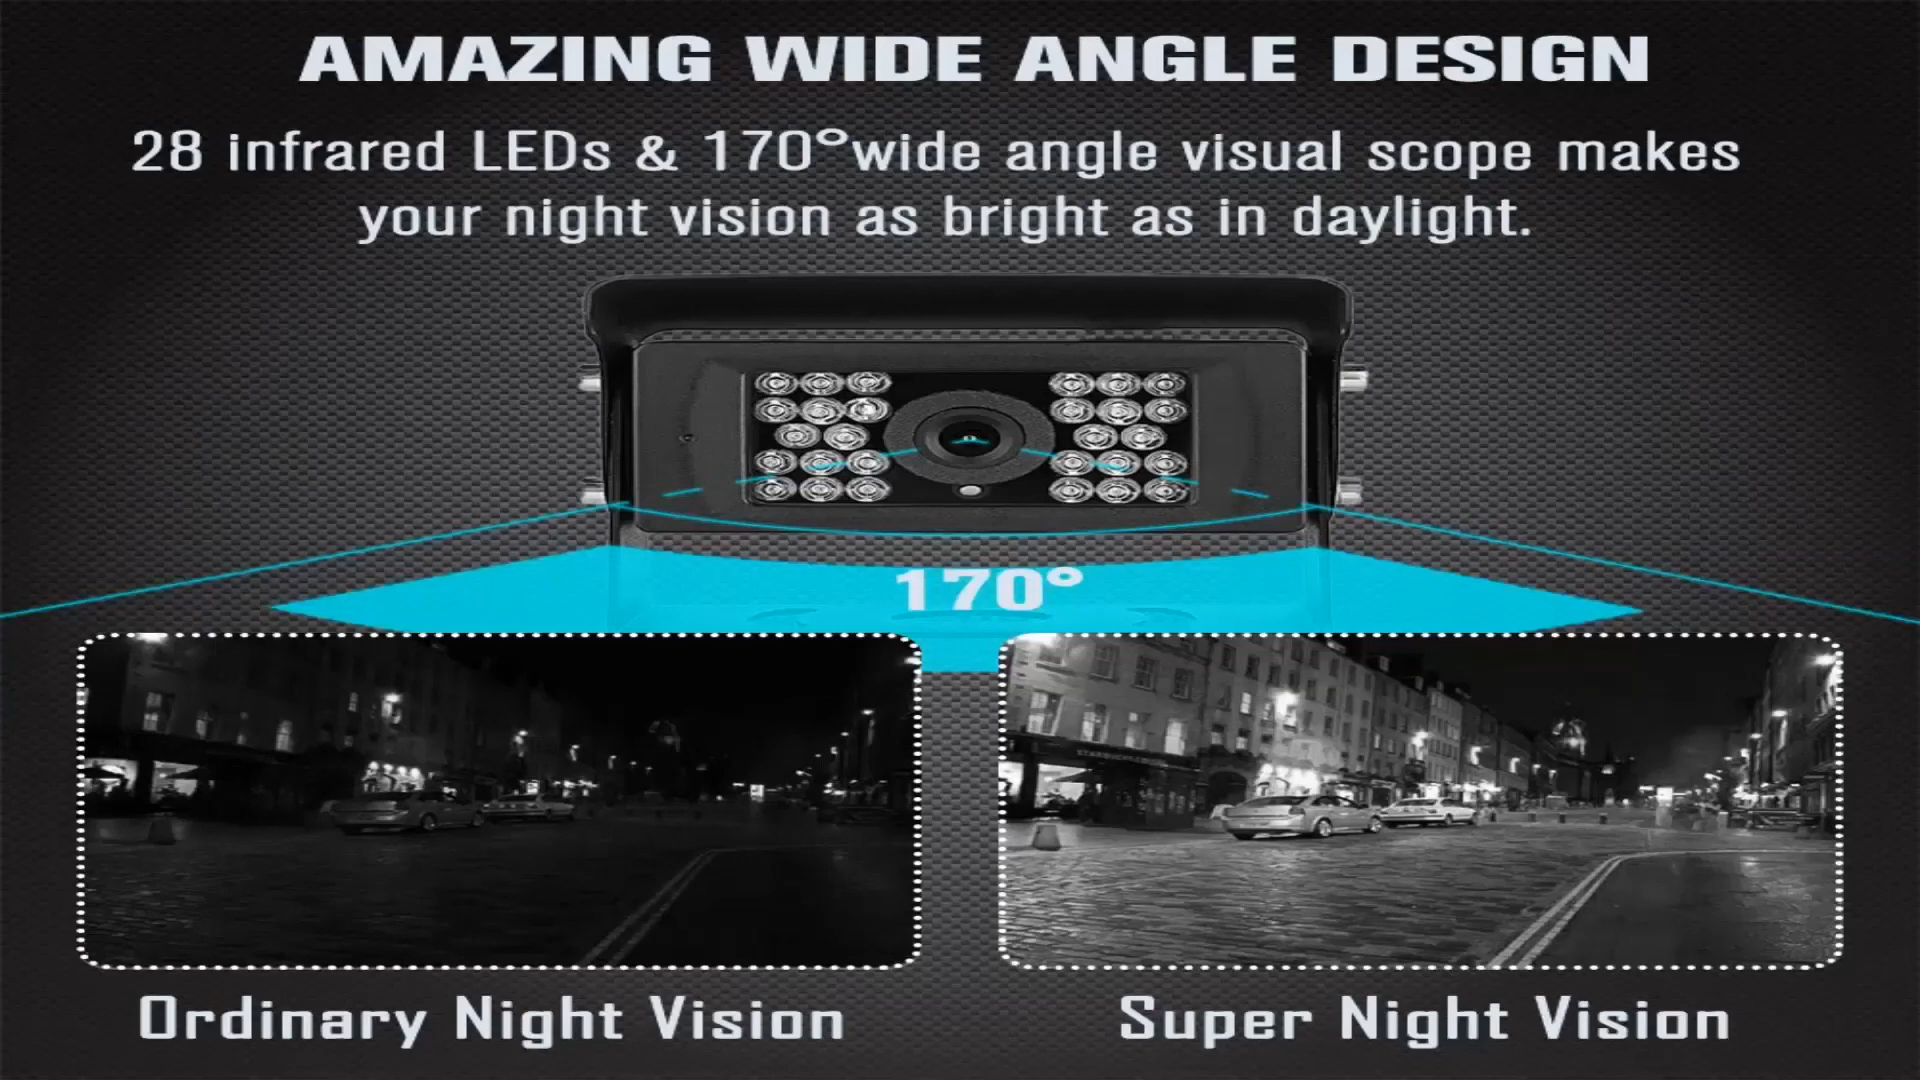 AMAZING WIDE ANGLE DESIGN
28 infrared LEDs & 170°wide angle visual scope makes
your night vision as bright as in daylight.
170°
Ordinary Night Vision
Super Night Vision